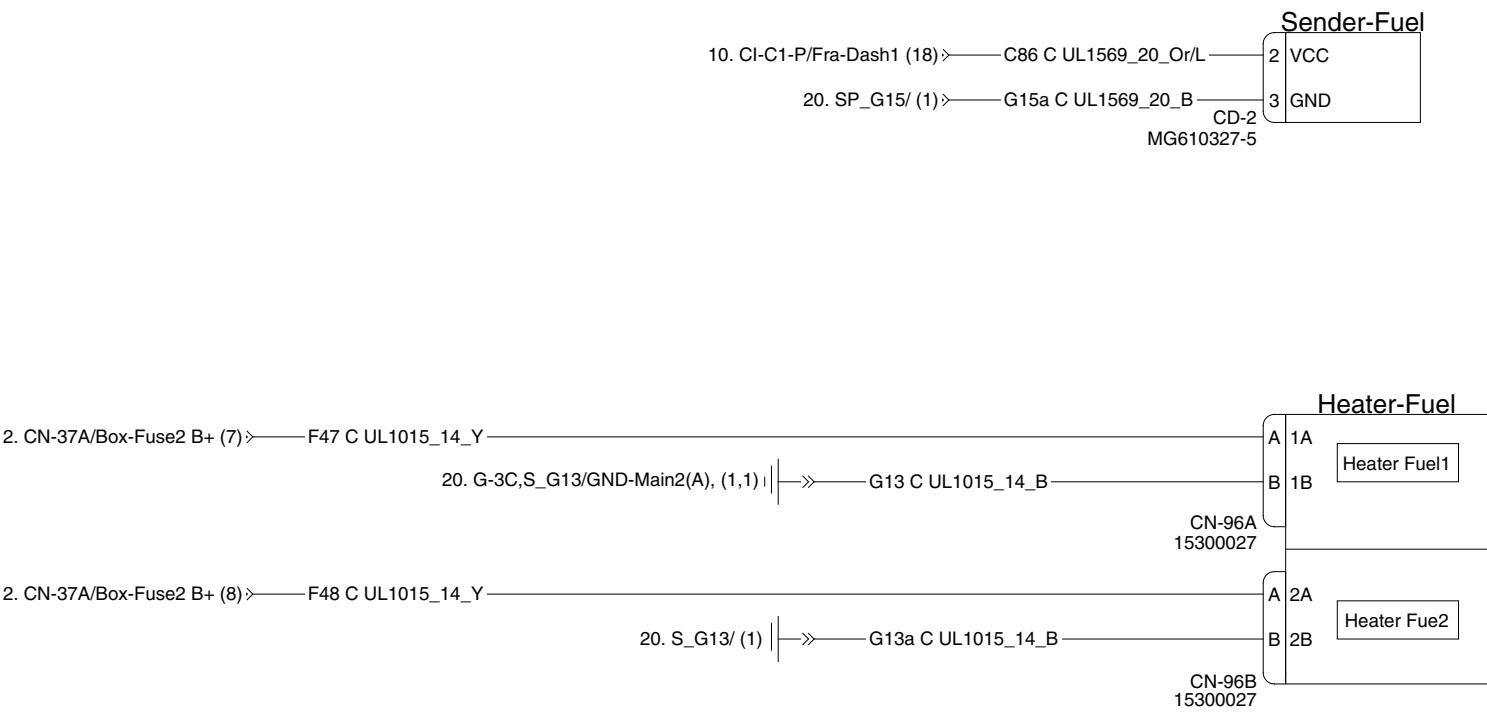 Sender-Fuel
10. CI-C1-P/Fra-Dash1 (18) C86 C UL1569_20_Or/L 2 VCC
20. SP_G15/ (1) G15a C UL1569_20_B 3 GND
CD-2
MG610327-5
Heater-Fuel
2. CN-37A/Box-Fuse2 B+ (7) F47 C UL1015_14_Y A 1A
Heater Fuel1
20. G-3C,S_G13/GND-Main2(A), (1,1) G13 C UL1015_14_B B 1B
CN-96A
15300027
2. CN-37A/Box-Fuse2 B+ (8) F48 C UL1015_14_Y A 2A
Heater Fue2
20. S_G13/ (1) G13a C UL1015_14_B B 2B
CN-96B
15300027